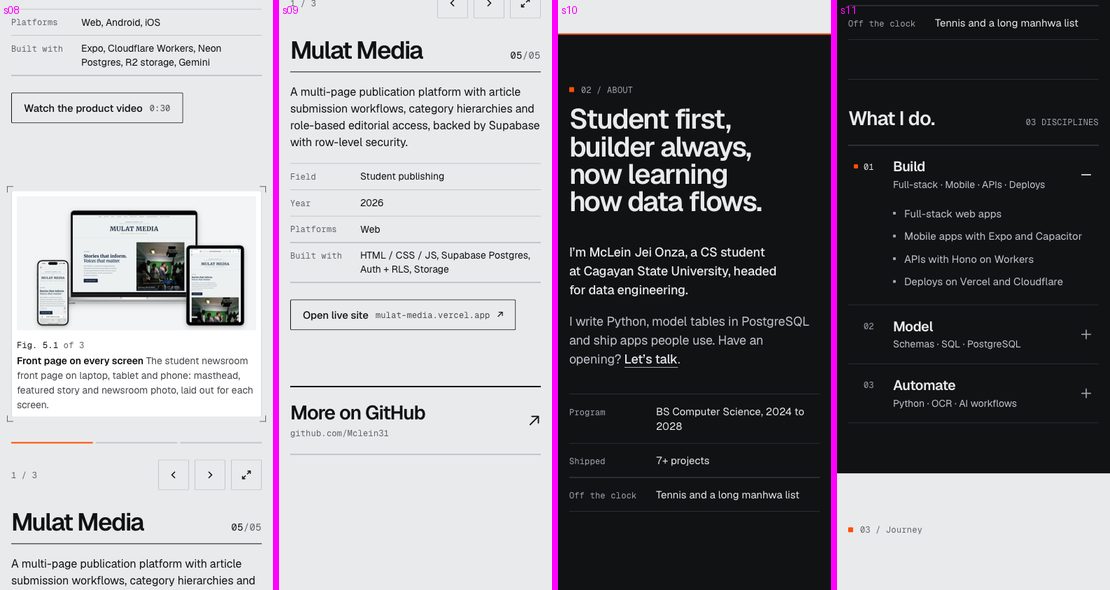 s08
Platforms Web, Android, iOS
Built with Expo, Cloudflare Workers, Neon
Postgres, R2 storage, Gemini
Watch the product video 0:30
MULAT MEDIA
Stories that inform.
Voices that matter.
Fig. 5.1 of 3
Front page on every screen The student newsroom
front page on laptop, tablet and phone: masthead,
featured story and newsroom photo, laid out for each
screen.
1 / 3
Mulat Media 05/05
A multi-page publication platform with article
submission workflows, category hierarchies and
s09
/ 3
Mulat Media 05/05
A multi-page publication platform with article
submission workflows, category hierarchies and
role-based editorial access, backed by Supabase
with row-level security.
Field Student publishing
Year 2026
Platforms Web
Built with HTML / CSS / JS, Supabase Postgres,
Auth + RLS, Storage
Open live site mulat-media.vercel.app ↗
More on GitHub
github.com/Mclein31
s10
02 / ABOUT
Student first,
builder always,
now learning
how data flows.
I'm McLein Jei Onza, a CS student
at Cagayan State University, headed
for data engineering.
I write Python, model tables in PostgreSQL
and ship apps people use. Have an
opening? Let's talk.
Program BS Computer Science, 2024 to
2028
Shipped 7+ projects
Off the clock Tennis and a long manhwa list
s11
Off the clock Tennis and a long manhwa list
What I do. 03 DISCIPLINES
01 Build
Full-stack · Mobile · APIs · Deploys
Full-stack web apps
Mobile apps with Expo and Capacitor
APIs with Hono on Workers
Deploys on Vercel and Cloudflare
02 Model
Schemas · SQL · PostgreSQL
03 Automate
Python · OCR · AI workflows
03 / Journey